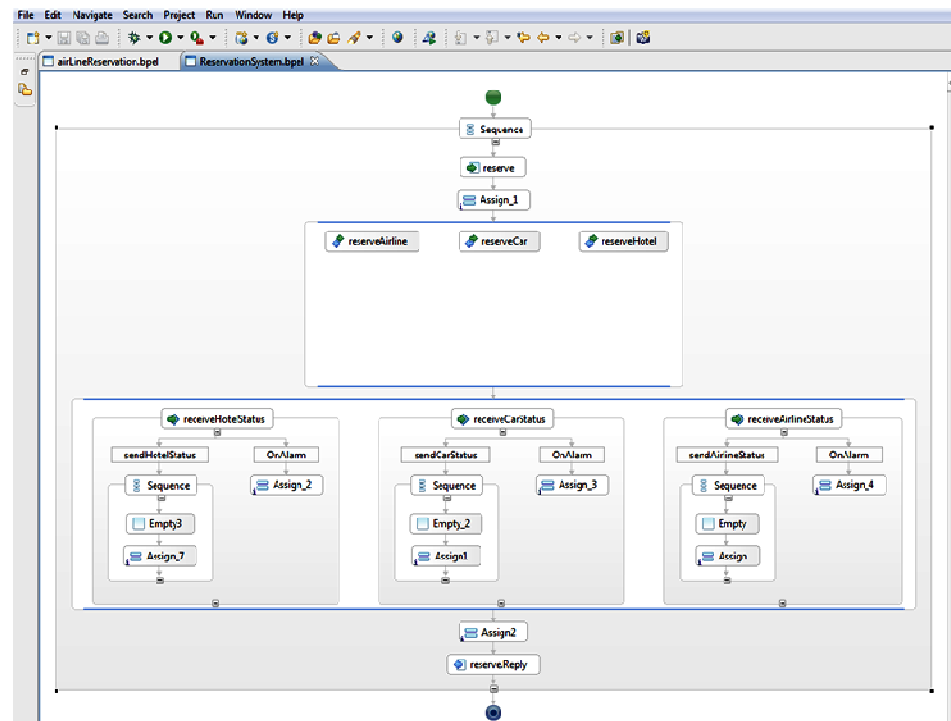 File Edit Navigate Search Project Run Window Help
airLineReservation.bpd ReservationSystem.bpel
Sequence
reserve
Assign_1
reserveAirline reserveCar reserveHotel
receiveHotelStatus receiveCarStatus receiveAirlineStatus
sendHotelStatus OnAlarm sendCarStatus OnAlarm sendAirlineStatus OnAlarm
Sequence Assign_2 Sequence Assign_3 Sequence Assign_4
Empty3 Empty_2 Empty
Assign_7 Assign1 Assign
Assign2
reserveReply